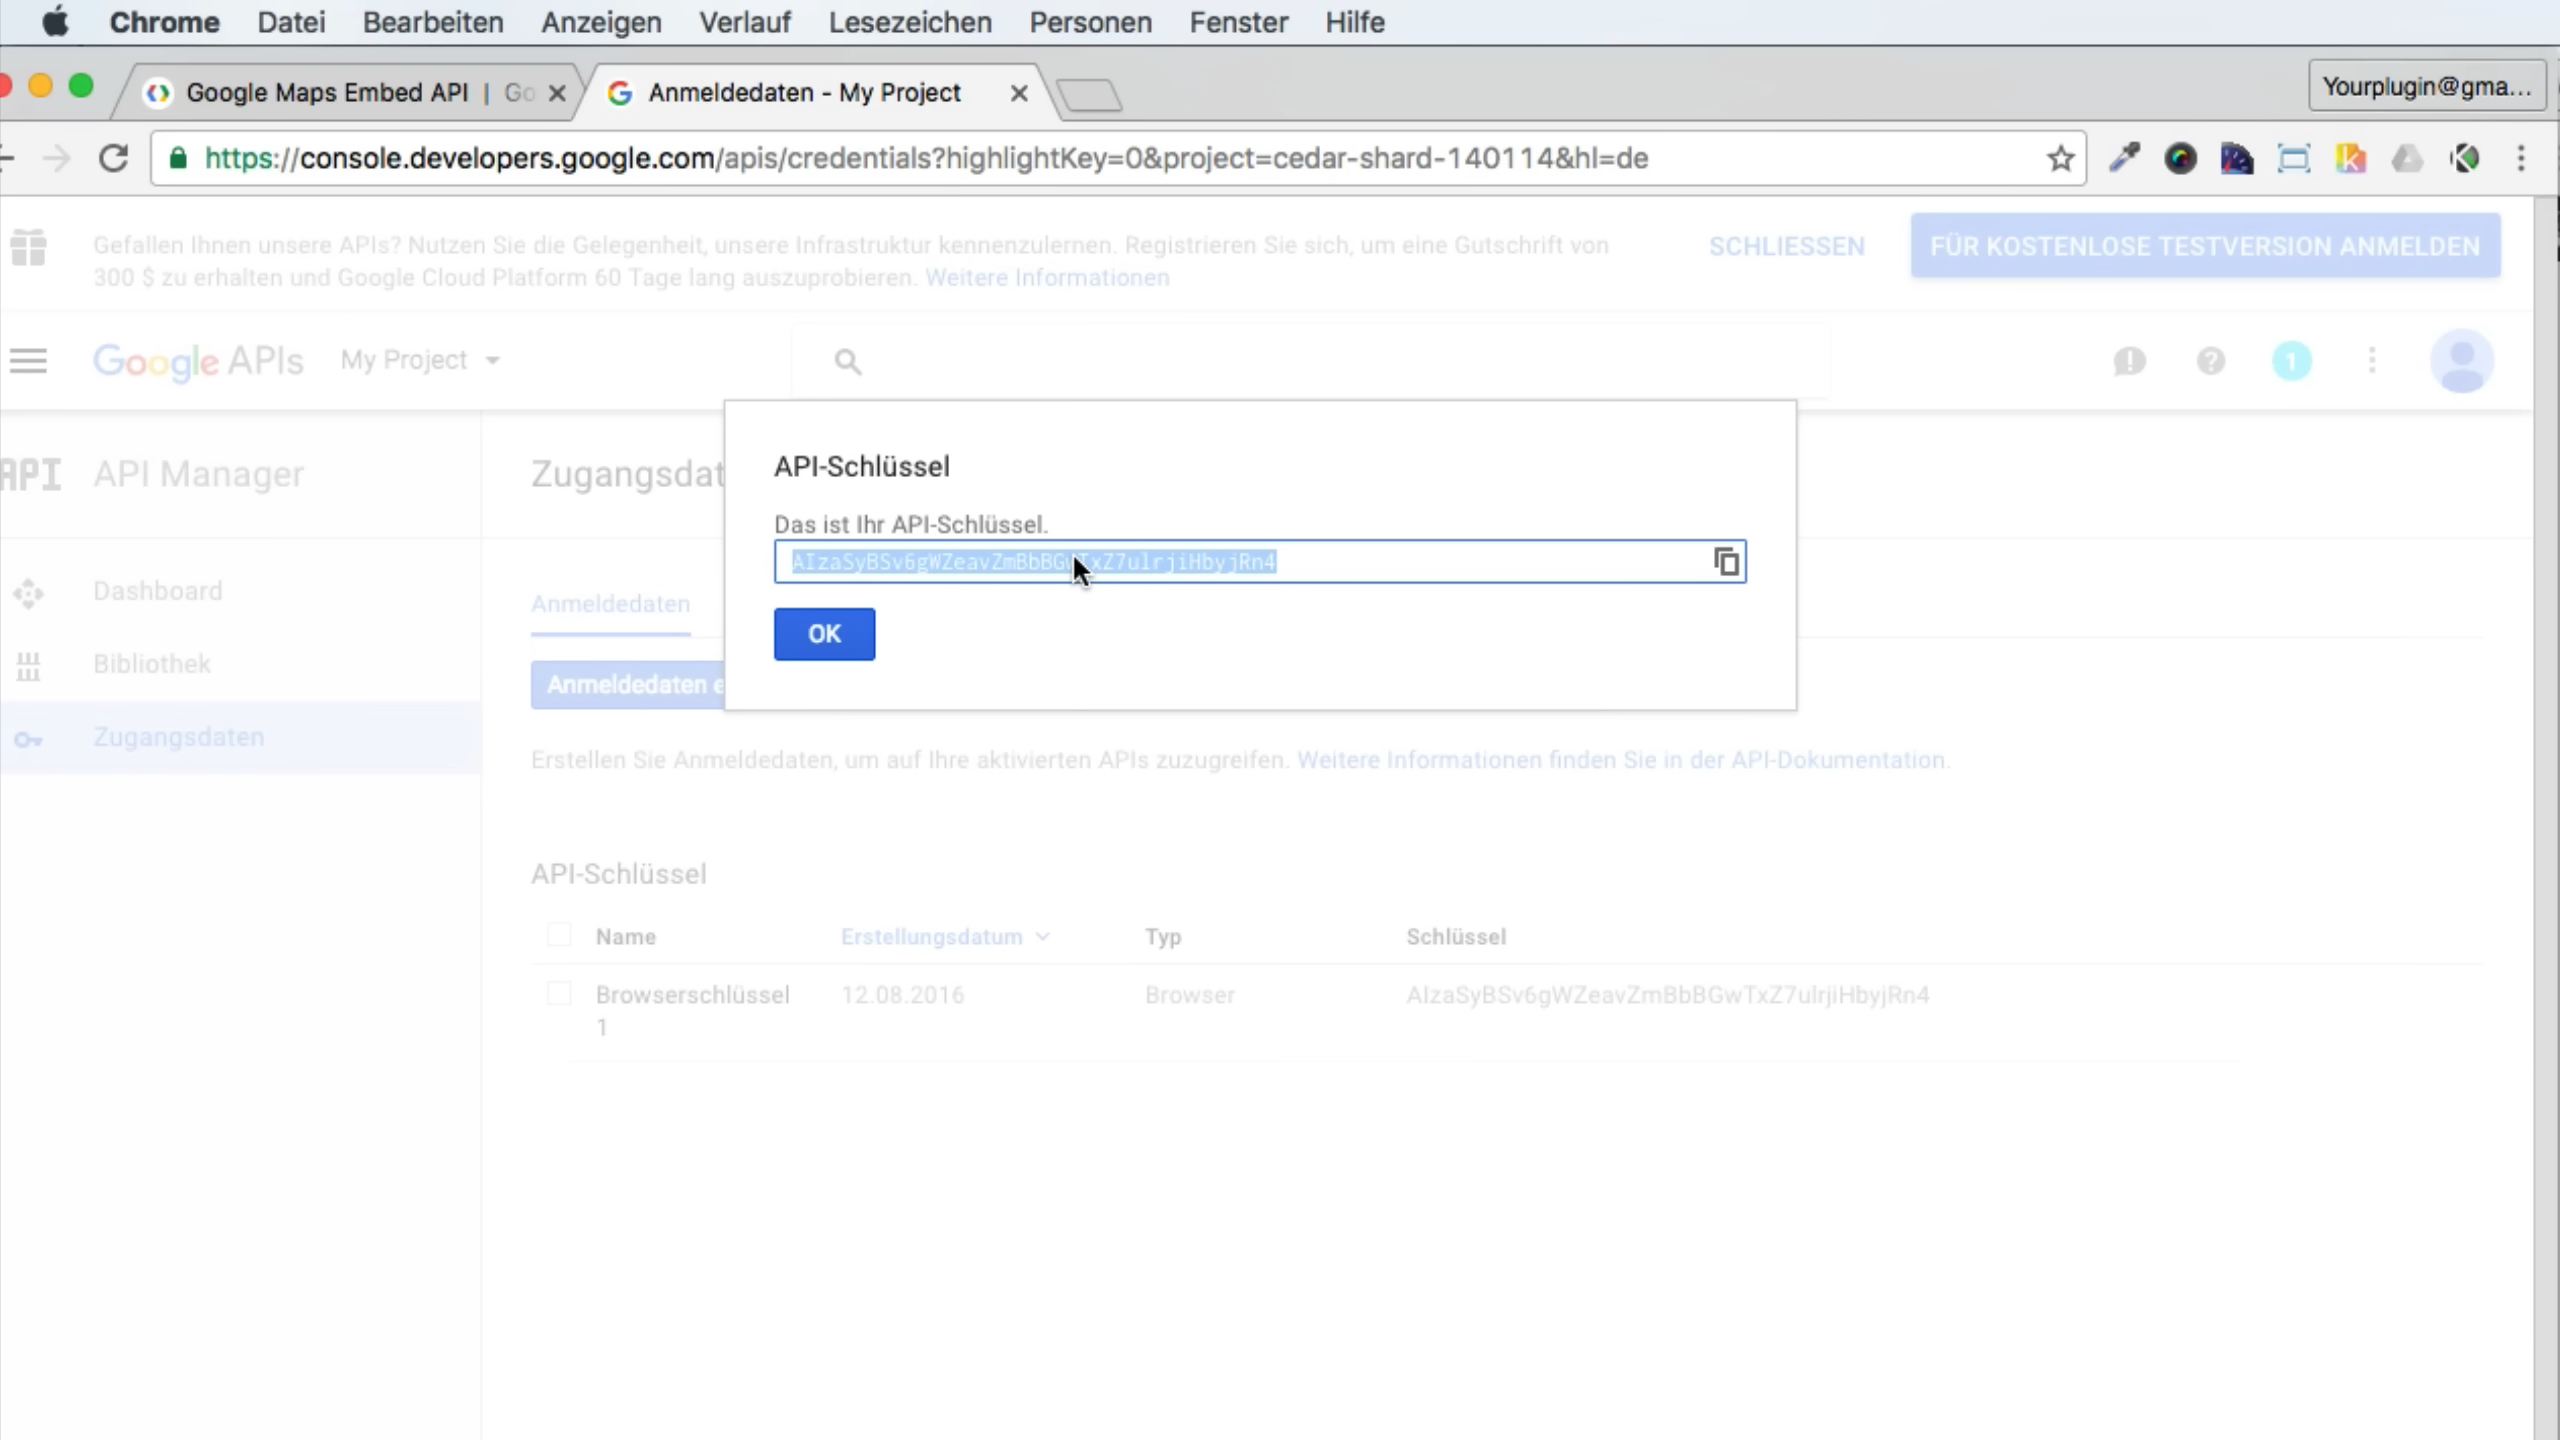 Chrome Datei Bearbeiten Anzeigen Verlauf Lesezeichen Personen Fenster Hilfe
Google Maps Embed API | Go
Anmeldedaten - My Project
Yourplugin@gma...
https://console.developers.google.com/apis/credentials?highlightKey=0&project=cedar-shard-140114&hl=de
Gefallen Ihnen unsere APIs? Nutzen Sie die Gelegenheit, unsere Infrastruktur kennenzulernen. Registrieren Sie sich, um eine Gutschrift von
300 $ zu erhalten und Google Cloud Platform 60 Tage lang auszuprobieren. Weitere Informationen
SCHLIESSEN
FÜR KOSTENLOSE TESTVERSION ANMELDEN
Google APIs
My Project
1
API
API Manager
Dashboard
Bibliothek
Zugangsdaten
Zugangsdat
API-Schlüssel
Das ist Ihr API-Schlüssel.
AIzaSyBSv6gWZeavZmBbBGwTxZ7ulrjiHbyjRn4
OK
Anmeldedaten
Anmeldedaten e
Erstellen Sie Anmeldedaten, um auf Ihre aktivierten APIs zuzugreifen. Weitere Informationen finden Sie in der API-Dokumentation.
API-Schlüssel
Name Erstellungsdatum Typ Schlüssel
Browserschlüssel 12.08.2016 Browser AIzaSyBSv6gWZeavZmBbBGwTxZ7ulrjiHbyjRn4
1